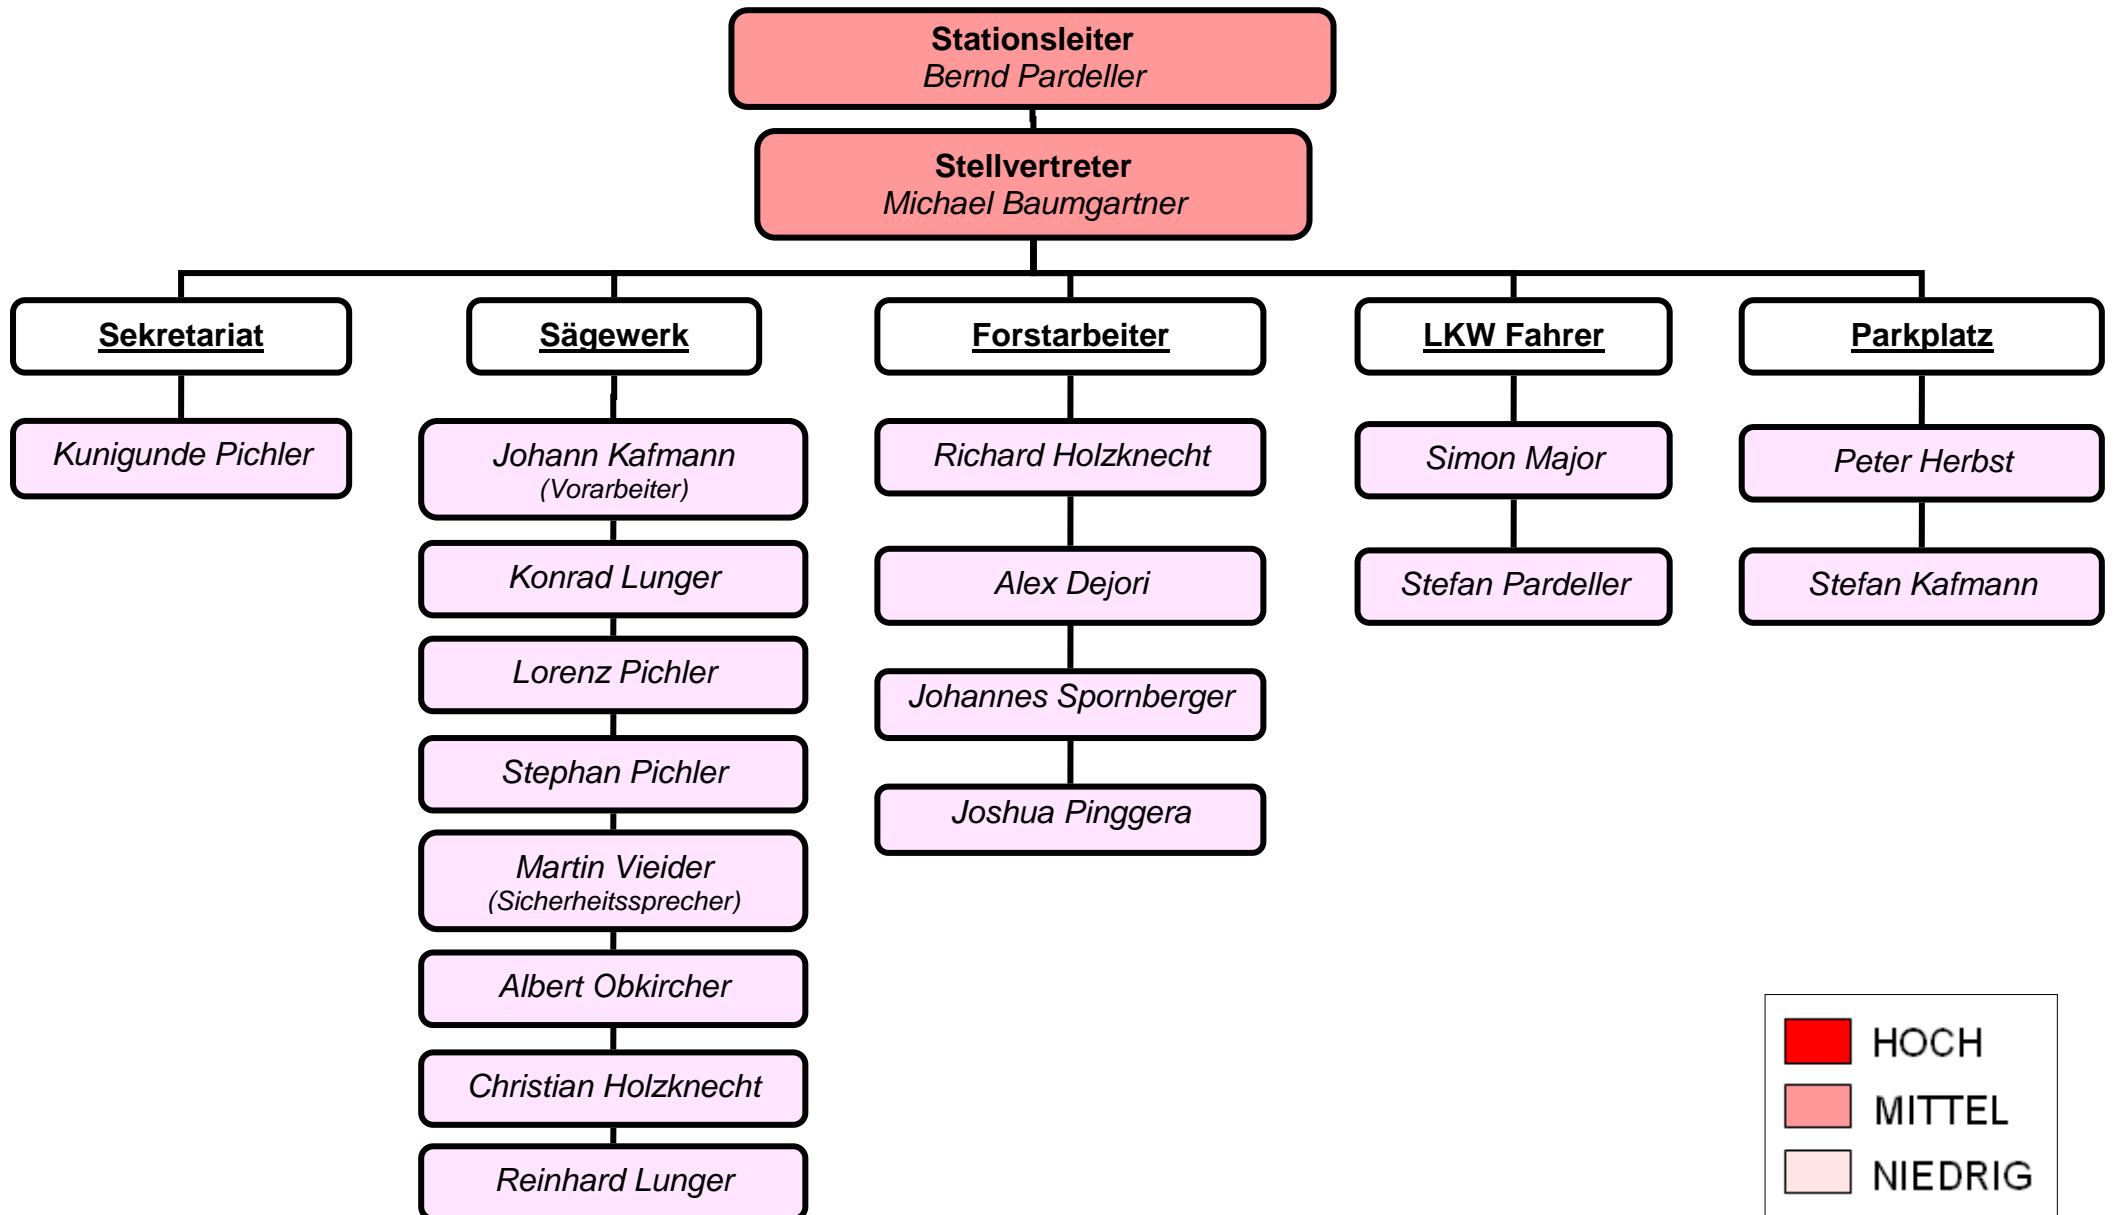 Stationsleiter
Bernd Pardeller
Stellvertreter
Michael Baumgartner
Sekretariat
Kunigunde Pichler
Sägewerk
Johann Kafmann
(Vorarbeiter)
Konrad Lunger
Lorenz Pichler
Stephan Pichler
Martin Vieider
(Sicherheitssprecher)
Albert Obkircher
Christian Holzknecht
Reinhard Lunger
Forstarbeiter
Richard Holzknecht
Alex Dejori
Johannes Spornberger
Joshua Pinggera
LKW Fahrer
Simon Major
Stefan Pardeller
Parkplatz
Peter Herbst
Stefan Kafmann
HOCH
MITTEL
NIEDRIG